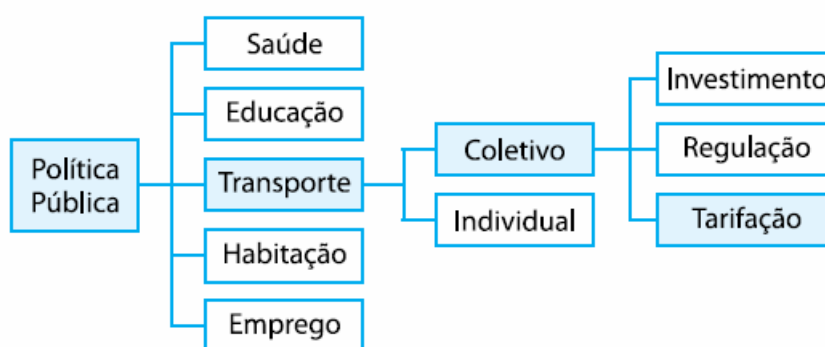 Política
Pública
Saúde
Educação
Transporte
Habitação
Emprego
Coletivo
Individual
Investimento
Regulação
Tarifação